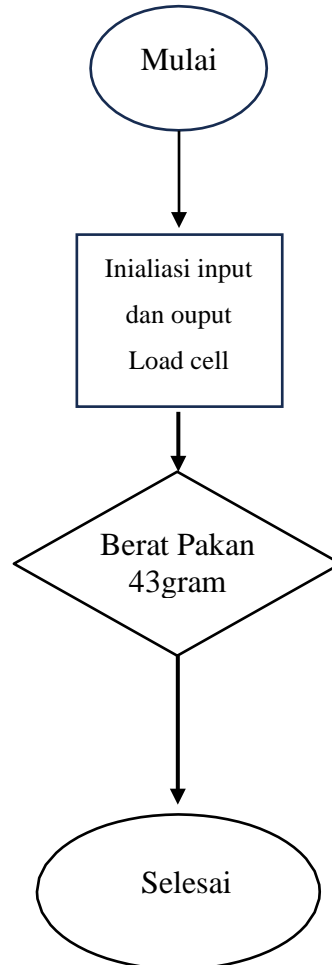 Mulai
Inialiasi input
dan ouput
Load cell
Berat Pakan
43gram
Selesai